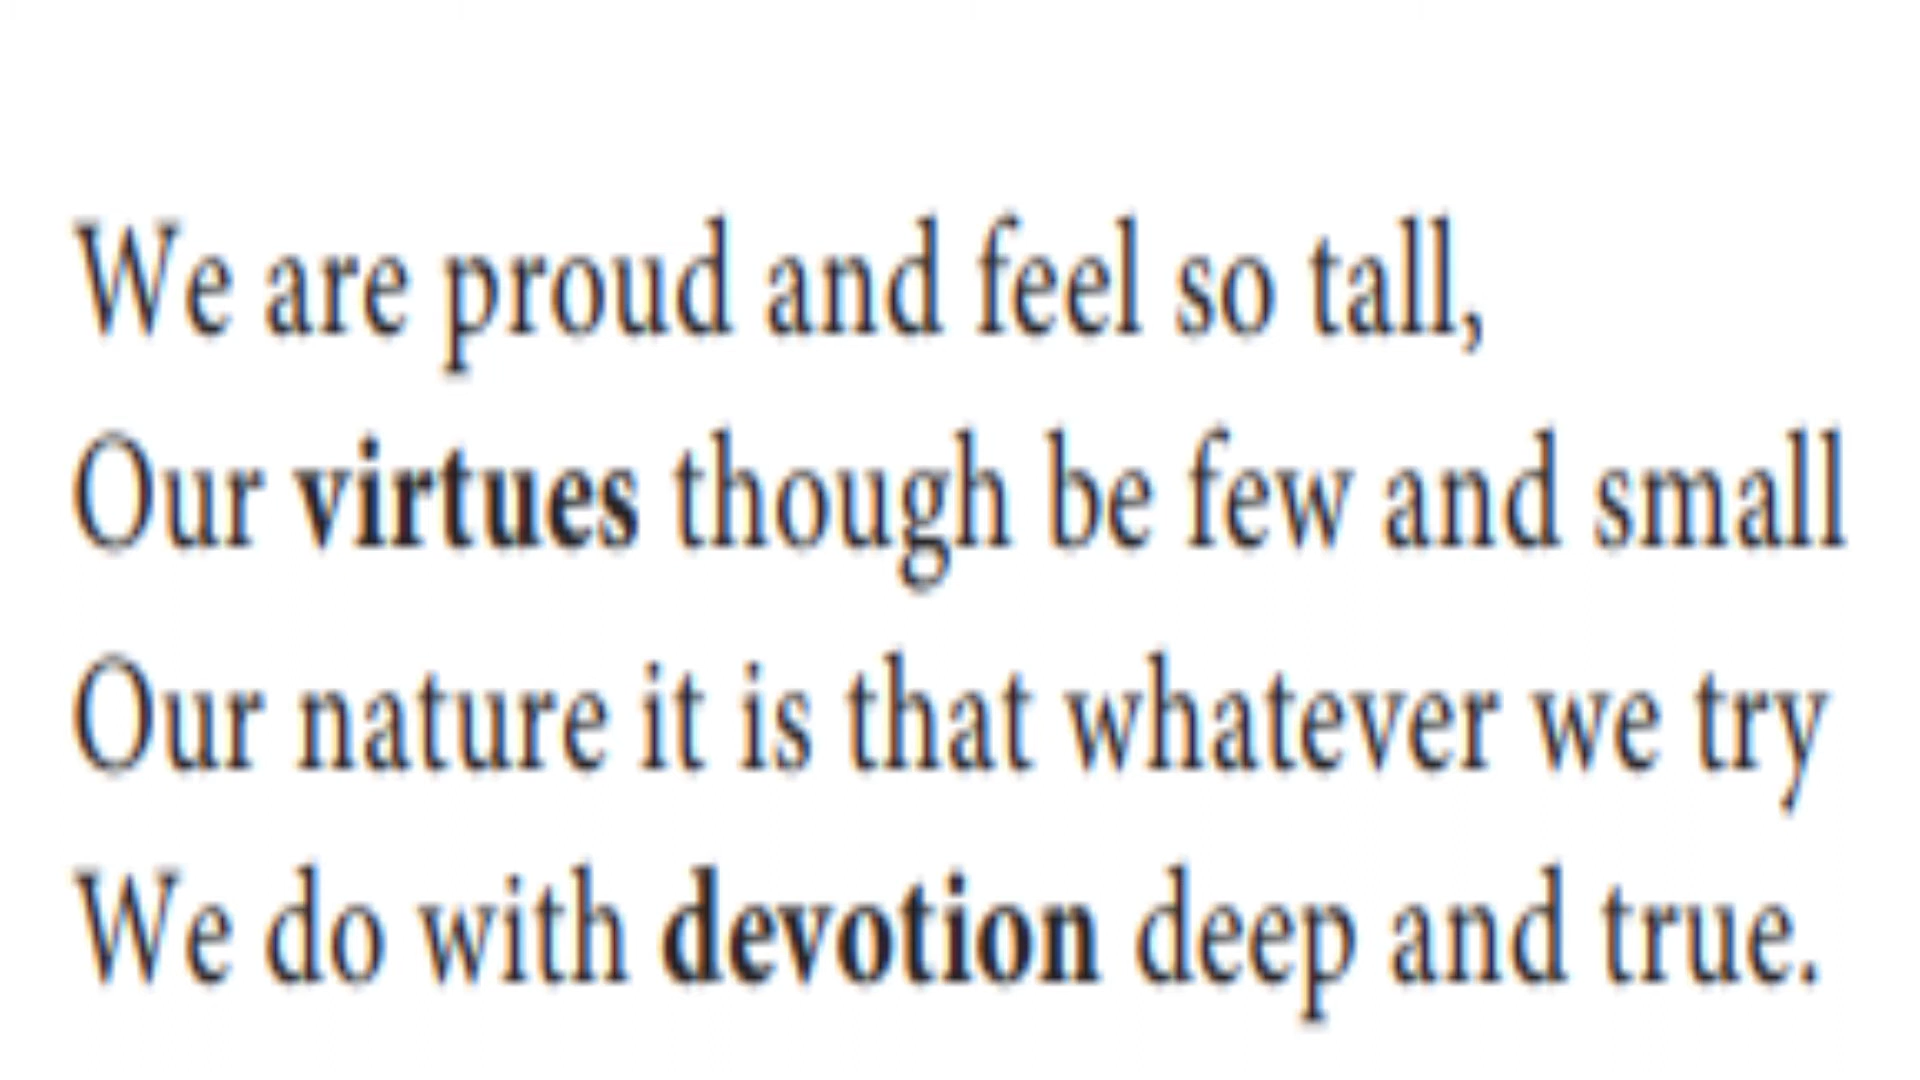 We are proud and feel so tall,
Our virtues though be few and small
Our nature it is that whatever we try
We do with devotion deep and true.